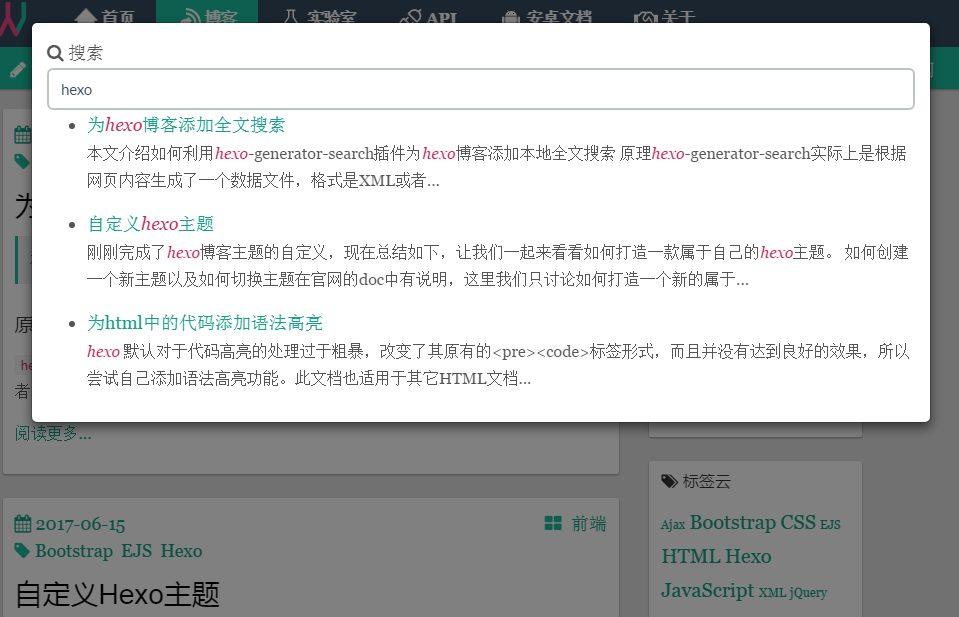 首页 博客 实验室 API 安卓文档 关于
搜索
hexo
为hexo博客添加全文搜索
本文介绍如何利用hexo-generator-search插件为hexo博客添加本地全文搜索 原理hexo-generator-search实际上是根据
网页内容生成了一个数据文件，格式是XML或者...
自定义hexo主题
刚刚完成了hexo博客主题的自定义，现在总结如下，让我们一起来看看如何打造一款属于自己的hexo主题。 如何创建
一个新主题以及如何切换主题在官网的doc中有说明，这里我们只讨论如何打造一个新的属于...
为html中的代码添加语法高亮
hexo 默认对于代码高亮的处理过于粗暴，改变了其原有的<pre><code>标签形式，而且并没有达到良好的效果，所以
尝试自己添加语法高亮功能。此文档也适用于其它HTML文档...
为
原
he
者
阅读更多...
2017-06-15 前端
Bootstrap EJS Hexo
自定义Hexo主题
标签云
Ajax Bootstrap CSS EJS
HTML Hexo
JavaScript XML jQuery